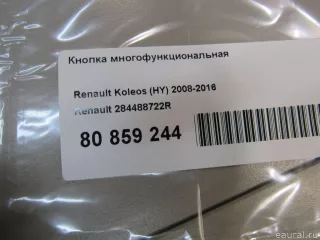 Кнопка многофункциональная
Renault Koleos (HY) 2008-2016
Renault 284488722R
80 859 244
eaural.ru